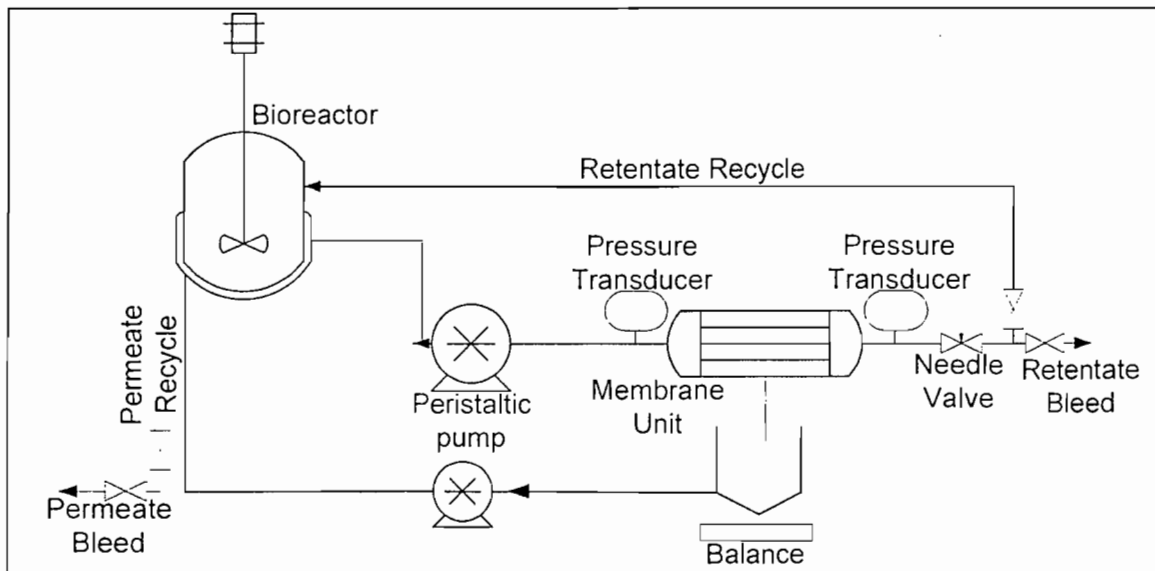 Bioreactor
Retentate Recycle
Pressure
Transducer
Pressure
Transducer
Permeate
Recycle
Peristaltic
pump
Membrane
Unit
Needle
Valve
Retentate
Bleed
Permeate
Bleed
Balance